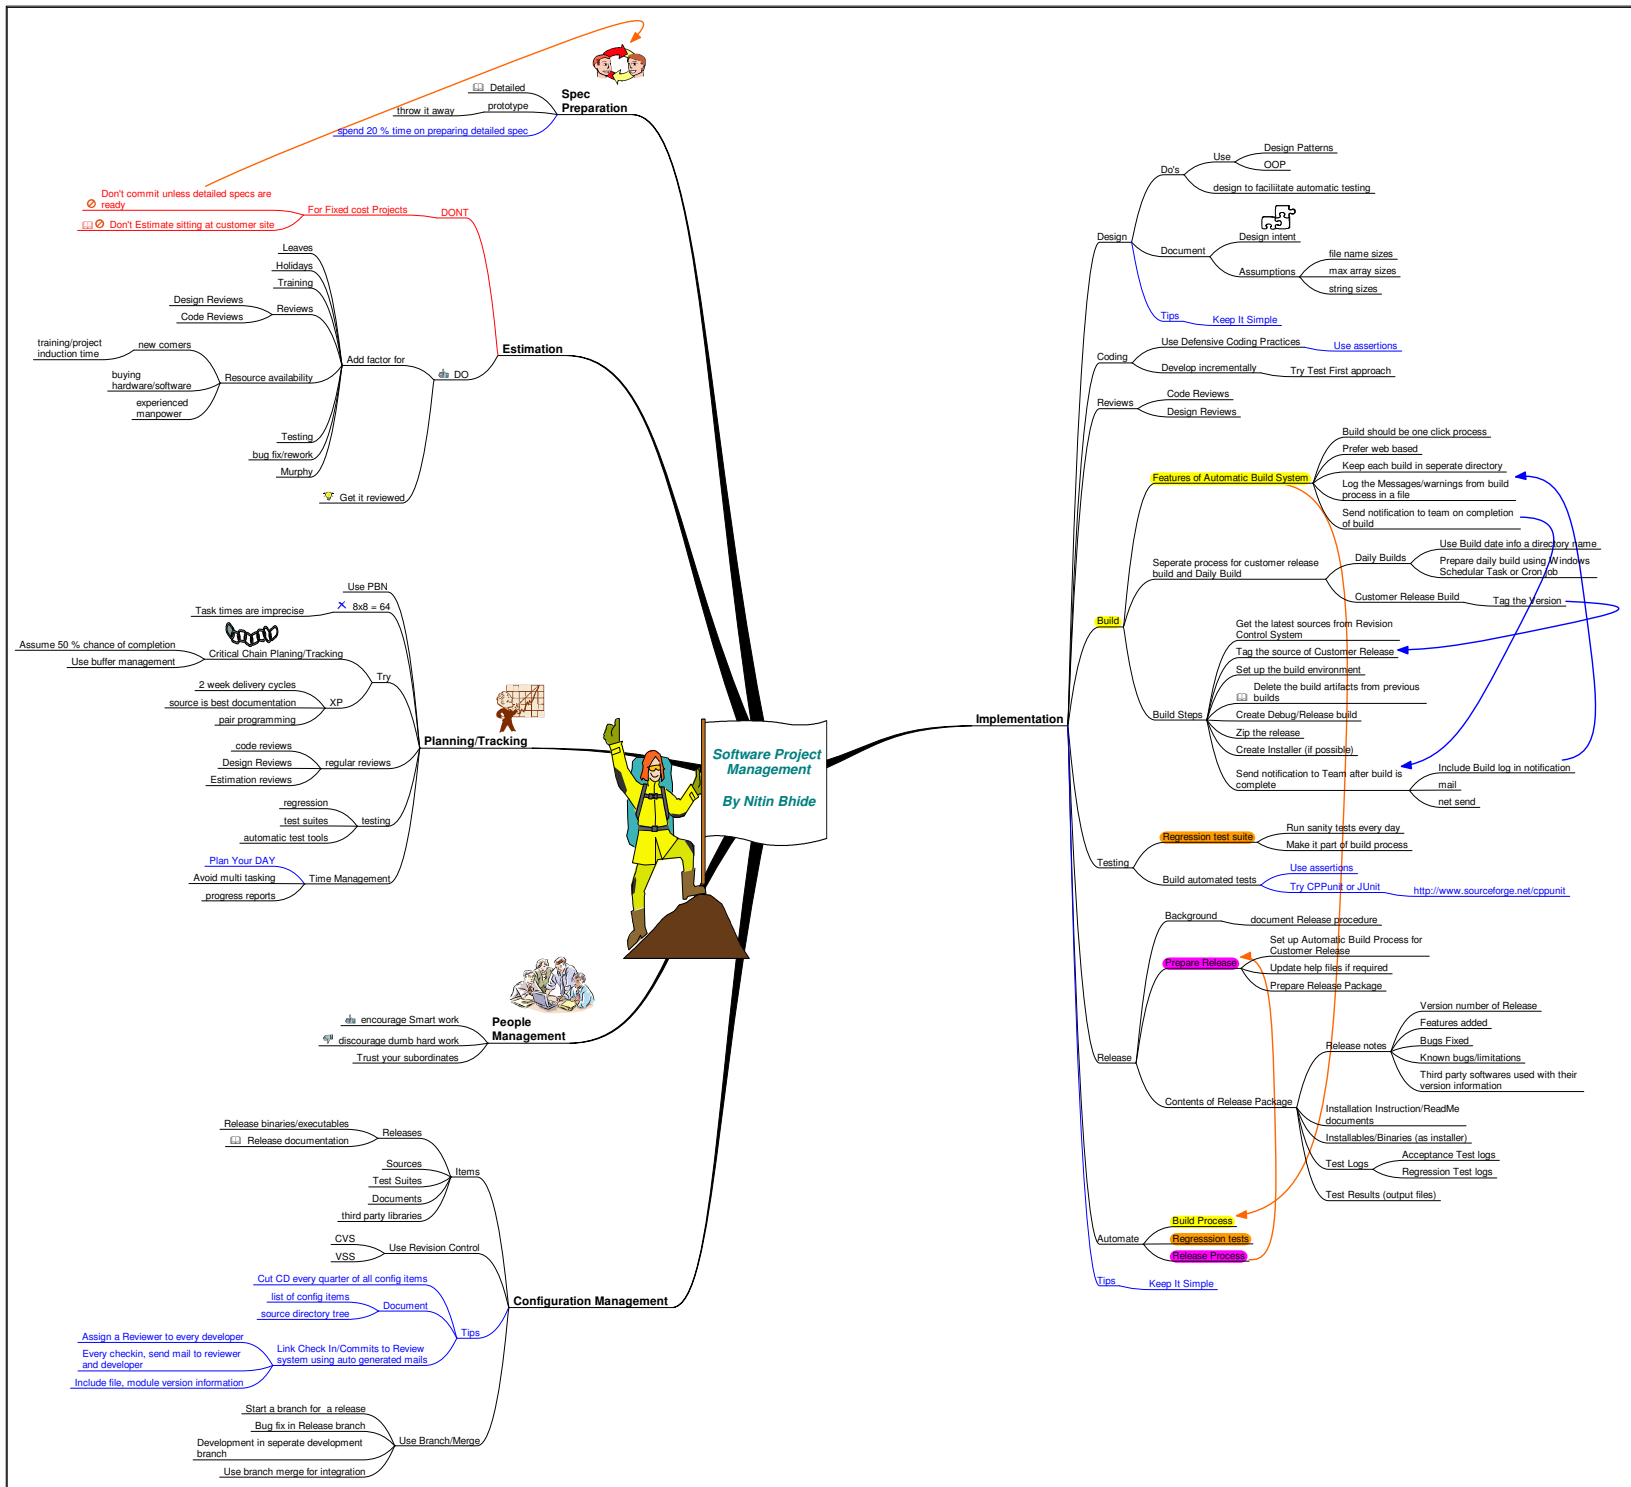 Software Project
Management
By Nitin Bhide
Spec
Preparation
Detailed
prototype
throw it away
spend 20 % time on preparing detailed spec
Estimation
DONT
For Fixed cost Projects
Don't commit unless detailed specs are
ready
Don't Estimate sitting at customer site
DO
Add factor for
Leaves
Holidays
Training
Reviews
Design Reviews
Code Reviews
Resource availability
new comers
training/project
induction time
buying
hardware/software
experienced
manpower
Testing
bug fix/rework
Murphy
Get it reviewed
Planning/Tracking
Use PBN
8x8 = 64
Task times are imprecise
Try
Critical Chain Planing/Tracking
Assume 50 % chance of completion
Use buffer management
XP
2 week delivery cycles
source is best documentation
pair programming
regular reviews
code reviews
Design Reviews
Estimation reviews
testing
regression
test suites
automatic test tools
Time Management
Plan Your DAY
Avoid multi tasking
progress reports
People
Management
encourage Smart work
discourage dumb hard work
Trust your subordinates
Configuration Management
Items
Releases
Release binaries/executables
Release documentation
Sources
Test Suites
Documents
third party libraries
Use Revision Control
CVS
VSS
Tips
Cut CD every quarter of all config items
Document
list of config items
source directory tree
Link Check In/Commits to Review
system using auto generated mails
Assign a Reviewer to every developer
Every checkin, send mail to reviewer
and developer
Include file, module version information
Use Branch/Merge
Start a branch for  a release
Bug fix in Release branch
Development in seperate development
branch
Use branch merge for integration
Implementation
Design
Do's
Use
Design Patterns
OOP
design to faciliitate automatic testing
Document
Design intent
Assumptions
file name sizes
max array sizes
string sizes
Tips
Keep It Simple
Coding
Use Defensive Coding Practices
Use assertions
Develop incrementally
Try Test First approach
Reviews
Code Reviews
Design Reviews
Build
Features of Automatic Build System
Build should be one click process
Prefer web based
Keep each build in seperate directory
Log the Messages/warnings from build
process in a file
Send notification to team on completion
of build
Seperate process for customer release
build and Daily Build
Daily Builds
Use Build date info a directory name
Prepare daily build using Windows
Schedular Task or Cron job
Customer Release Build
Tag the Version
Build Steps
Get the latest sources from Revision
Control System
Tag the source of Customer Release
Set up the build environment
Delete the build artifacts from previous
builds
Create Debug/Release build
Zip the release
Create Installer (if possible)
Send notification to Team after build is
complete
Include Build log in notification
mail
net send
Testing
Regression test suite
Run sanity tests every day
Make it part of build process
Build automated tests
Use assertions
Try CPPunit or JUnit
http://www.sourceforge.net/cppunit
Release
Background
document Release procedure
Prepare Release
Set up Automatic Build Process for
Customer Release
Update help files if required
Prepare Release Package
Contents of Release Package
Release notes
Version number of Release
Features added
Bugs Fixed
Known bugs/limitations
Third party softwares used with their
version information
Installation Instruction/ReadMe
documents
Installables/Binaries (as installer)
Test Logs
Acceptance Test logs
Regression Test logs
Test Results (output files)
Automate
Build Process
Regresssion tests
Release Process
Tips
Keep It Simple